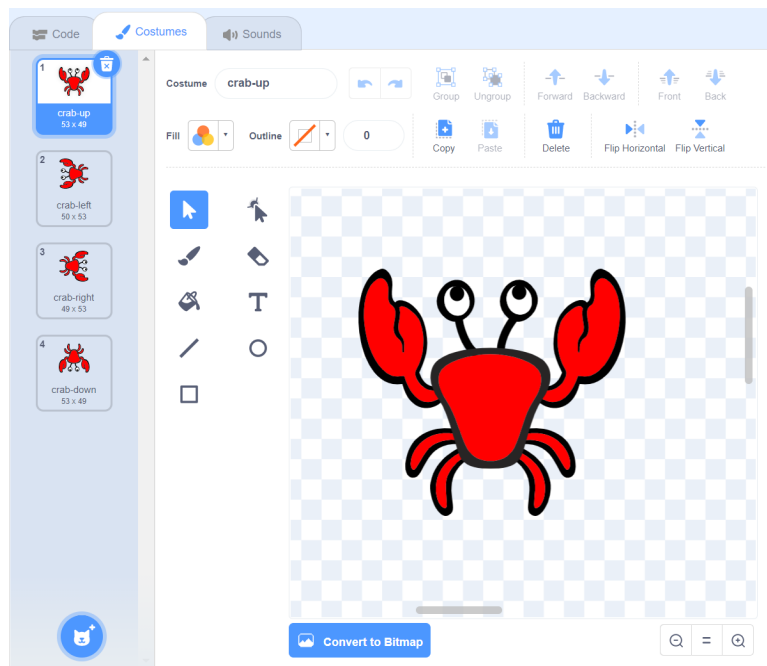 Code
Costumes
Sounds
1
crab-up
53 x 49
2
crab-left
50 x 53
3
crab-right
49 x 53
4
crab-down
53 x 49
Costume
crab-up
Group
Ungroup
Forward
Backward
Front
Back
Fill
Outline
0
Copy
Paste
Delete
Flip Horizontal
Flip Vertical
T
Convert to Bitmap